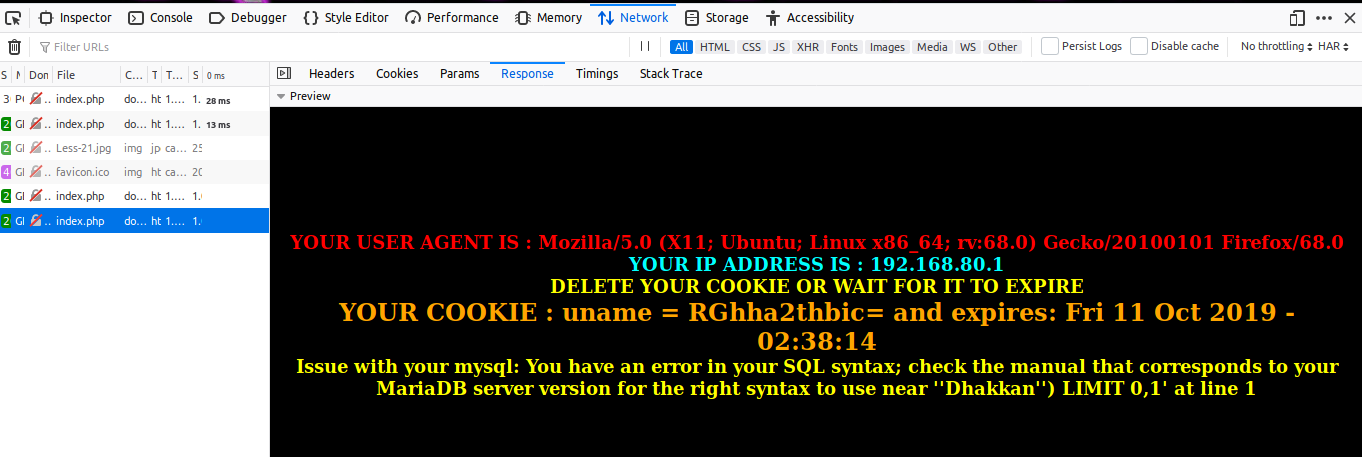 Inspector Console Debugger Style Editor Performance Memory Network Storage Accessibility
Filter URLs All HTML CSS JS XHR Fonts Images Media WS Other Persist Logs Disable cache No throttling HAR
S Don File C... T T... S 0 ms Headers Cookies Params Response Timings Stack Trace
Preview
3 .. index.php do... ht 1.... 1. 28 ms
2 GI .. index.php do... ht 1.... 1. 13 ms
2 GI .. Less-21.jpg img jp ca... 25
4 GI .. favicon.ico img ht ca... 20
2 GI .. index.php do... ht 1....
2 GI .. index.php do... ht 1....
YOUR USER AGENT IS : Mozilla/5.0 (X11; Ubuntu; Linux x86_64; rv:68.0) Gecko/20100101 Firefox/68.0
YOUR IP ADDRESS IS : 192.168.80.1
DELETE YOUR COOKIE OR WAIT FOR IT TO EXPIRE
YOUR COOKIE : uname = RGhha2thbic= and expires: Fri 11 Oct 2019 -
02:38:14
Issue with your mysql: You have an error in your SQL syntax; check the manual that corresponds to your
MariaDB server version for the right syntax to use near ''Dhakkan'') LIMIT 0,1' at line 1